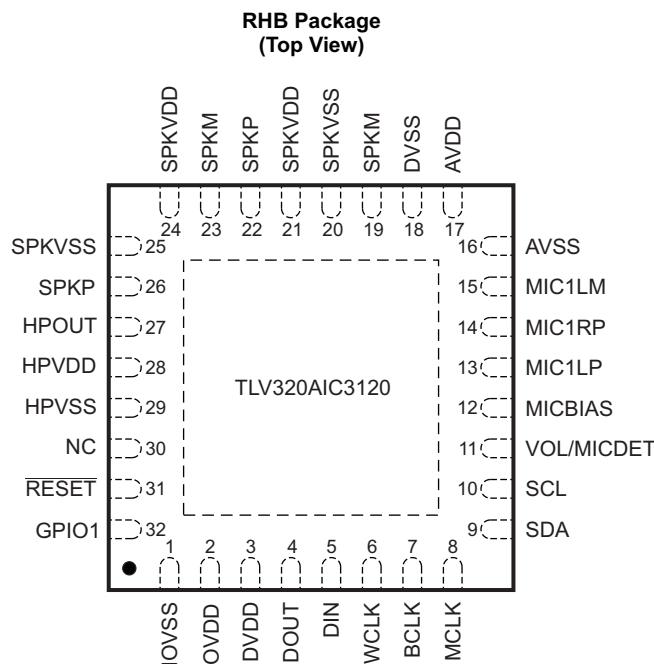 RHB Package
(Top View)
SPKVDD
SPKM
SPKP
SPKVDD
SPKVSS
SPKM
DVSS
AVDD
24 23 22 21 20 19 18 17
SPKVSS 25 16 AVSS
SPKP 26 15 MIC1LM
HPOUT 27 14 MIC1RP
HPVDD 28 13 MIC1LP
TLV320AIC3120
HPVSS 29 12 MICBIAS
NC 30 11 VOL/MICDET
RESET 31 10 SCL
GPIO1 32 9 SDA
1 2 3 4 5 6 7 8
IOVSS
IOVDD
DVDD
DOUT
DIN
WCLK
BCLK
MCLK